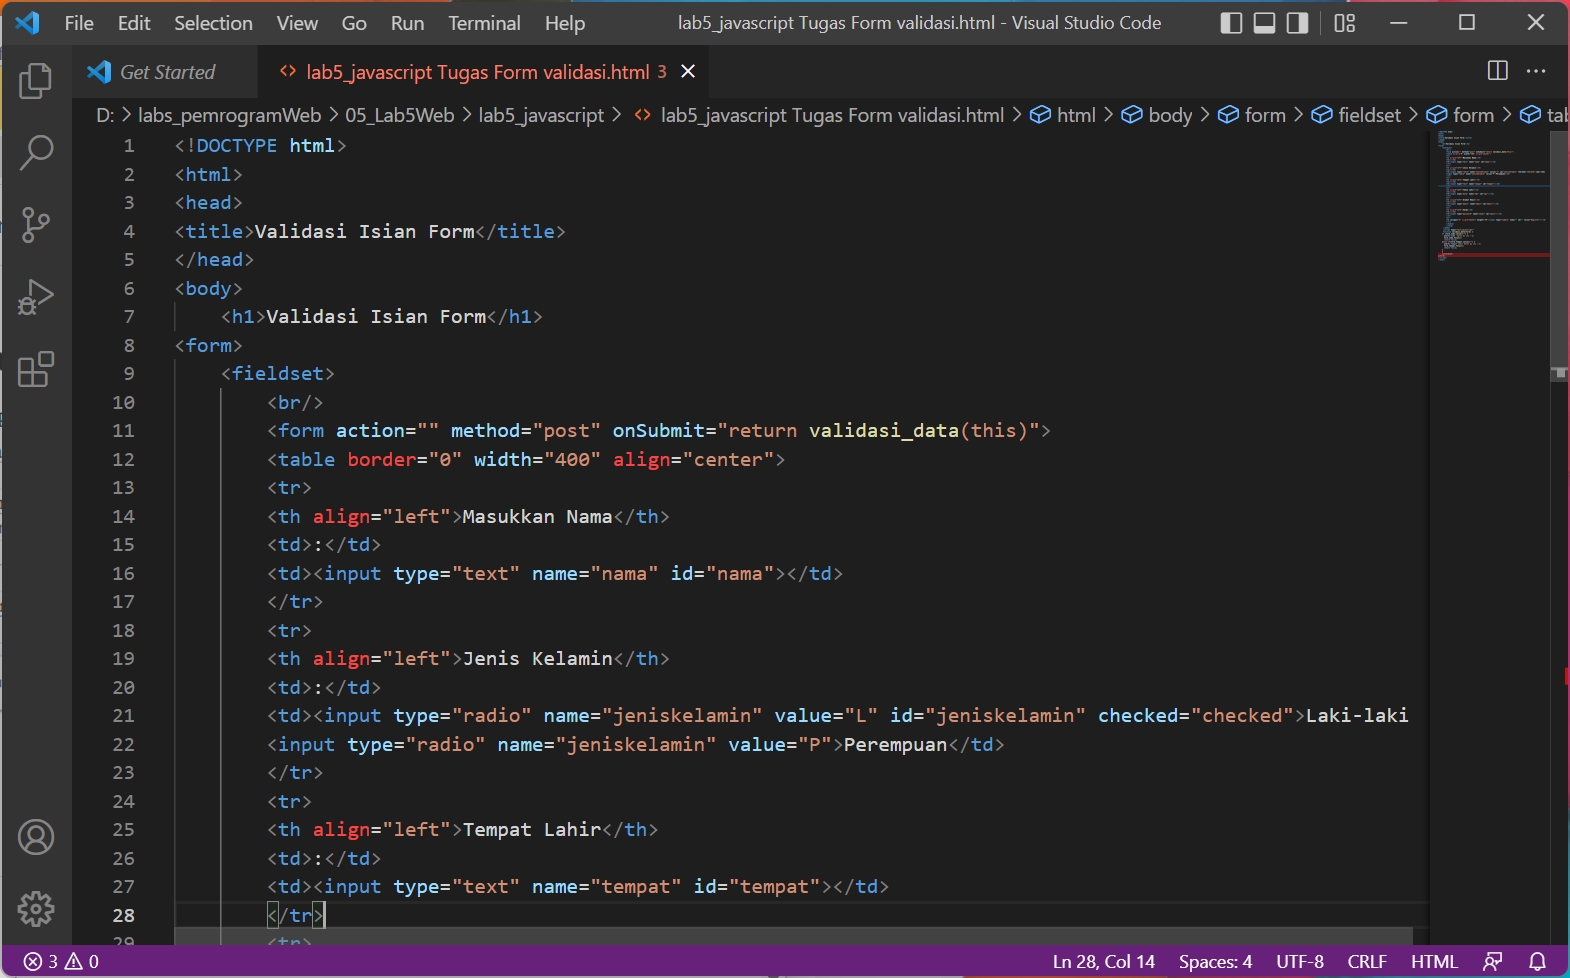 File Edit Selection View Go Run Terminal Help lab5_javascript Tugas Form validasi.html - Visual Studio Code
Get Started lab5_javascript Tugas Form validasi.html 3
D: > labs_pemrogramWeb > 05_Lab5Web > lab5_javascript > lab5_javascript Tugas Form validasi.html > html > body > form > fieldset > form > tab
1 <!DOCTYPE html>
2 <html>
3 <head>
4 <title>Validasi Isian Form</title>
5 </head>
6 <body>
7 <h1>Validasi Isian Form</h1>
8 <form>
9 <fieldset>
10 <br/>
11 <form action="" method="post" onSubmit="return validasi_data(this)">
12 <table border="0" width="400" align="center">
13 <tr>
14 <th align="left">Masukkan Nama</th>
15 <td>:</td>
16 <td><input type="text" name="nama" id="nama"></td>
17 </tr>
18 <tr>
19 <th align="left">Jenis Kelamin</th>
20 <td>:</td>
21 <td><input type="radio" name="jeniskelamin" value="L" id="jeniskelamin" checked="checked">Laki-laki
22 <input type="radio" name="jeniskelamin" value="P">Perempuan</td>
23 </tr>
24 <tr>
25 <th align="left">Tempat Lahir</th>
26 <td>:</td>
27 <td><input type="text" name="tempat" id="tempat"></td>
28 </tr>
29 <tr>
3 0 Ln 28, Col 14 Spaces: 4 UTF-8 CRLF HTML